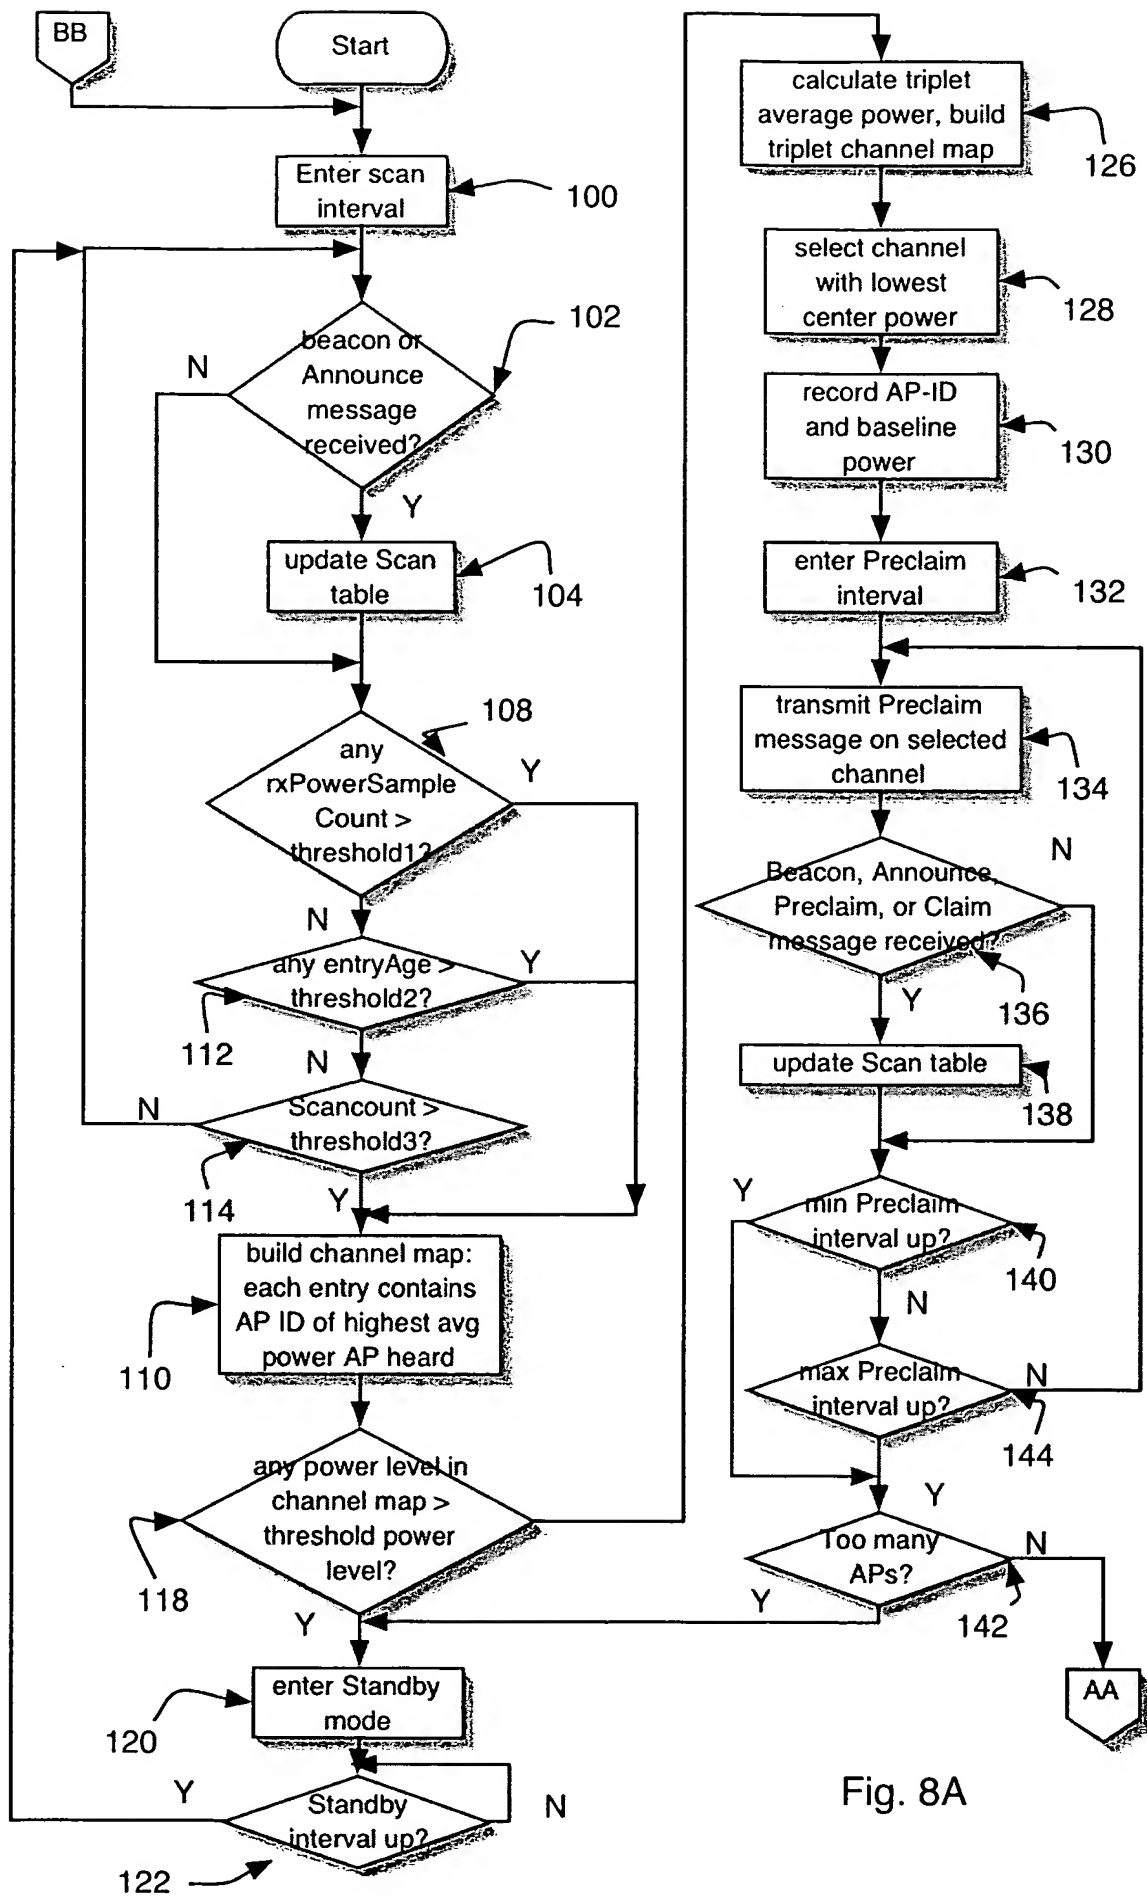 BB
Start
Enter scan
interval
100
beacon or
Announce
message
received?
102
N
Y
update Scan
table
104
any
rxPowerSample
Count >
threshold1?
108
Y
N
any entryAge >
threshold2?
Y
112
N
Scancount >
threshold3?
N
114
Y
build channel map:
each entry contains
AP ID of highest avg
power AP heard
110
any power level in
channel map >
threshold power
level?
118
Y
enter Standby
mode
120
Y
Standby
interval up?
N
122
calculate triplet
average power, build
triplet channel map
126
select channel
with lowest
center power
128
record AP-ID
and baseline
power
130
enter Preclaim
interval
132
transmit Preclaim
message on selected
channel
134
N
Beacon, Announce,
Preclaim, or Claim
message received?
136
Y
update Scan table
138
Y
min Preclaim
interval up?
140
N
max Preclaim
interval up?
N
144
Y
Too many
APs?
N
Y
142
AA
Fig. 8A